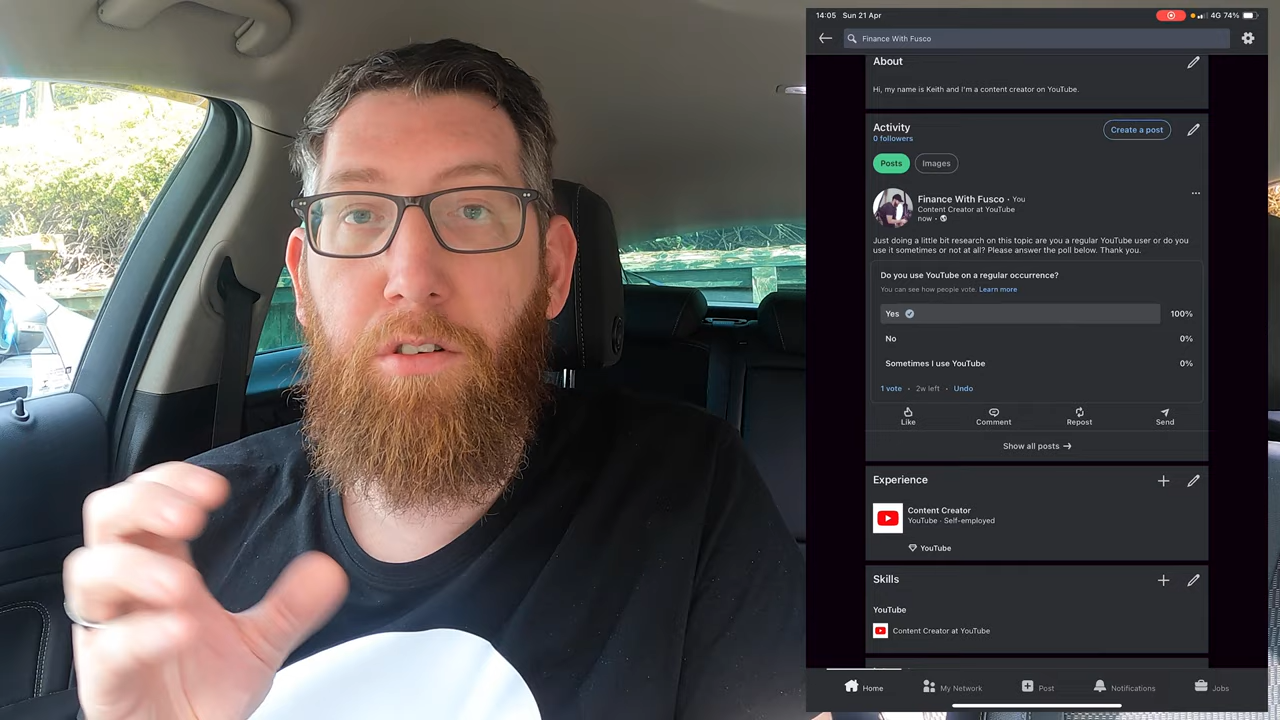 14:05 Sun 21 Apr
4G 74%
Finance With Fusco
About
Hi, my name is Keith and I'm a content creator on YouTube.
Activity
0 followers
Create a post
Posts
Images
Finance With Fusco • You
Content Creator at YouTube
now •
Just doing a little bit research on this topic are you a regular YouTube user or do you
use it sometimes or not at all? Please answer the poll below. Thank you.
Do you use YouTube on a regular occurrence?
You can see how people vote. Learn more
Yes 100%
No 0%
Sometimes I use YouTube 0%
1 vote • 2w left • Undo
Like Comment Repost Send
Show all posts →
Experience
Content Creator
YouTube · Self-employed
YouTube
Skills
YouTube
Content Creator at YouTube
Home My Network Post Notifications Jobs